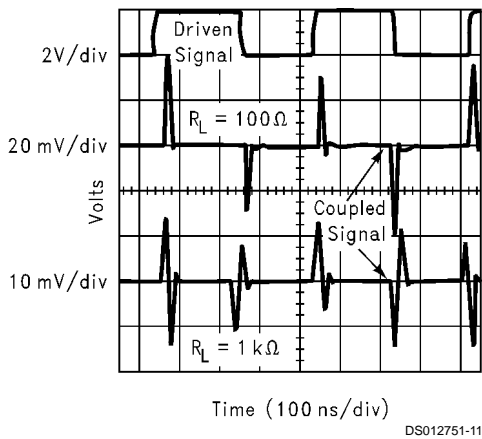 Driven
Signal
2V/div
R_L = 100Ω
20 mV/div
Volts
Coupled
Signal
10 mV/div
R_L = 1 kΩ
Time (100 ns/div)
DS012751-11